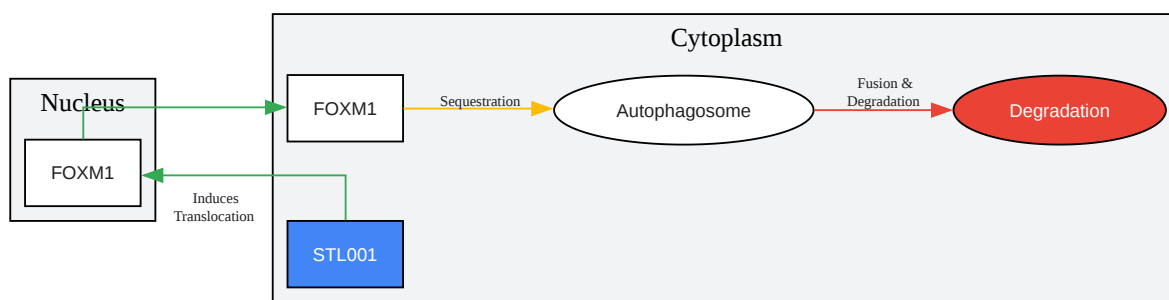 Cytoplasm
Nucleus
FOXM1
FOXM1
Sequestration
Autophagosome
Fusion &
Degradation
Degradation
Induces
Translocation
STL001